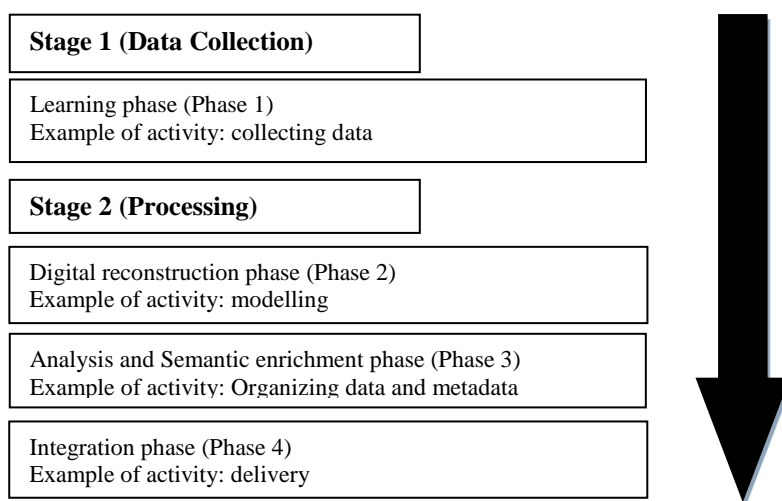 Stage 1 (Data Collection)
Learning phase (Phase 1)
Example of activity: collecting data
Stage 2 (Processing)
Digital reconstruction phase (Phase 2)
Example of activity: modelling
Analysis and Semantic enrichment phase (Phase 3)
Example of activity: Organizing data and metadata
Integration phase (Phase 4)
Example of activity: delivery